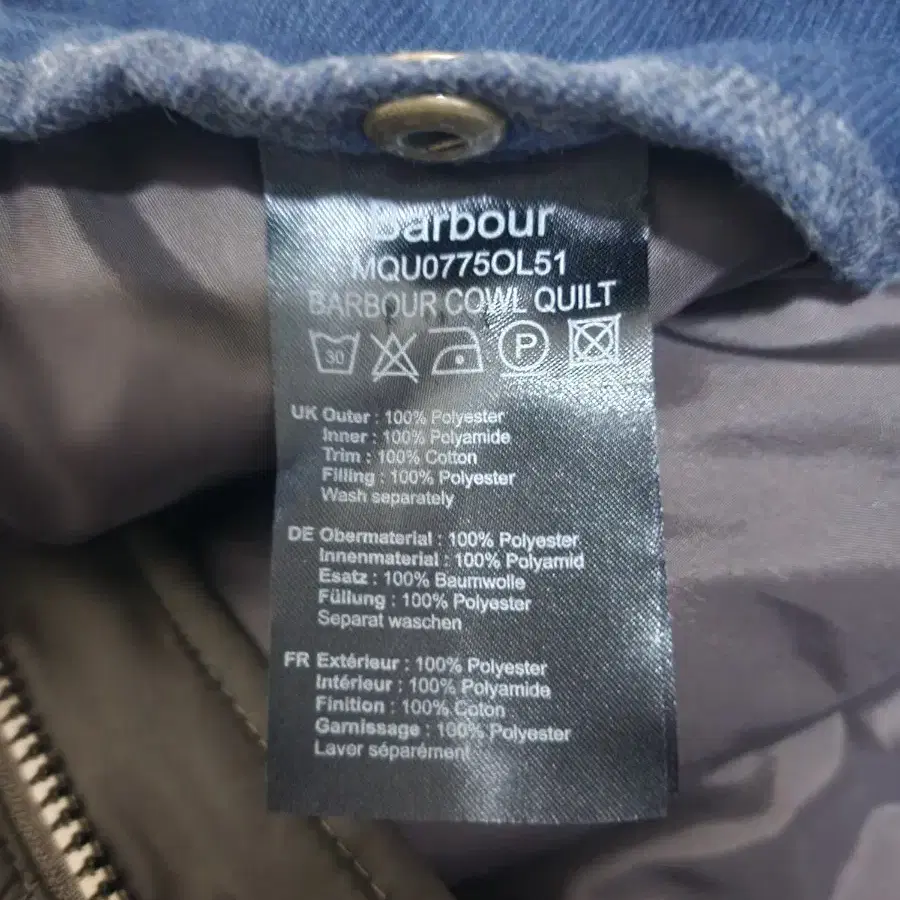 Barbour
MQU0775OL51
BARBOUR COWL QUILT
30 P
UK Outer : 100% Polyester
Inner : 100% Polyamide
Trim : 100% Cotton
Filling : 100% Polyester
Wash separately
DE Obermaterial : 100% Polyester
Innenmaterial : 100% Polyamid
Esatz : 100% Baumwolle
Füllung : 100% Polyester
Separat waschen
FR Extérieur : 100% Polyester
Intérieur : 100% Polyamide
Finition : 100% Coton
Garnissage : 100% Polyester
Laver séparément